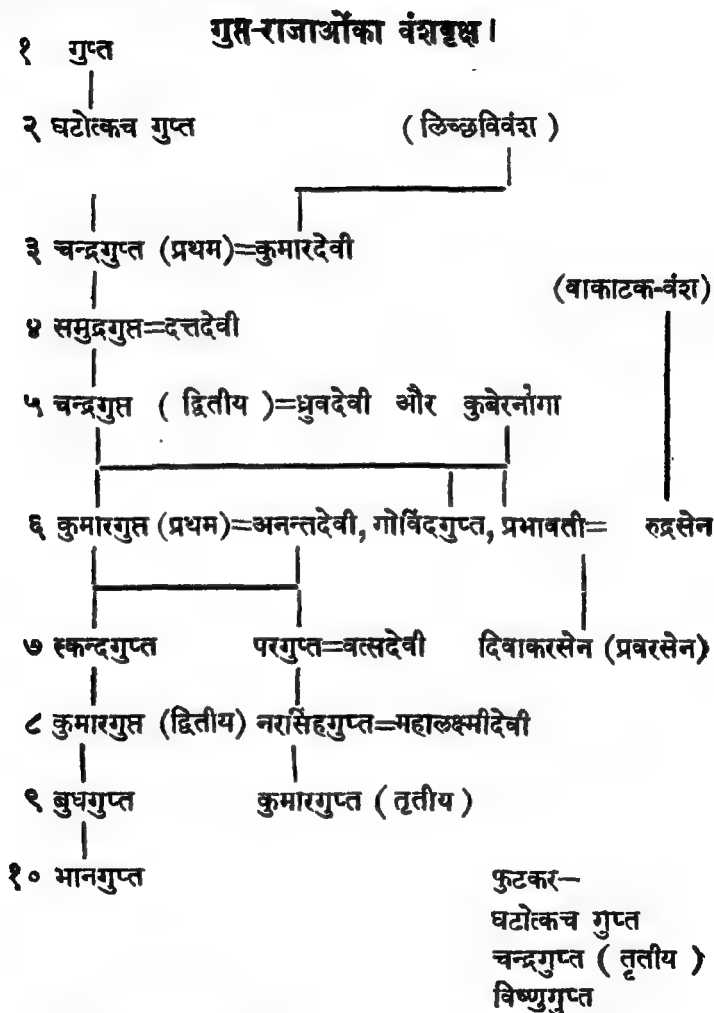 गुप्त-राजाओंका वंशवृक्ष।
१ गुप्त
२ घटोत्कच गुप्त (लिच्छविवंश)
३ चन्द्रगुप्त (प्रथम)=कुमारदेवी
(वाकाटक-वंश)
४ समुद्रगुप्त=दत्तदेवी
५ चन्द्रगुप्त (द्वितीय)=ध्रुवदेवी और कुबेरनागा
६ कुमारगुप्त (प्रथम)=अनन्तदेवी, गोविंदगुप्त, प्रभावती= रुद्रसेन
७ स्कन्दगुप्त परगुप्त=वत्सदेवी दिवाकरसेन (प्रवरसेन)
८ कुमारगुप्त (द्वितीय) नरसिंहगुप्त=महालक्ष्मीदेवी
९ बुधगुप्त कुमारगुप्त (तृतीय)
१० भानगुप्त
फुटकर—
घटोत्कच गुप्त
चन्द्रगुप्त (तृतीय)
विष्णुगुप्त